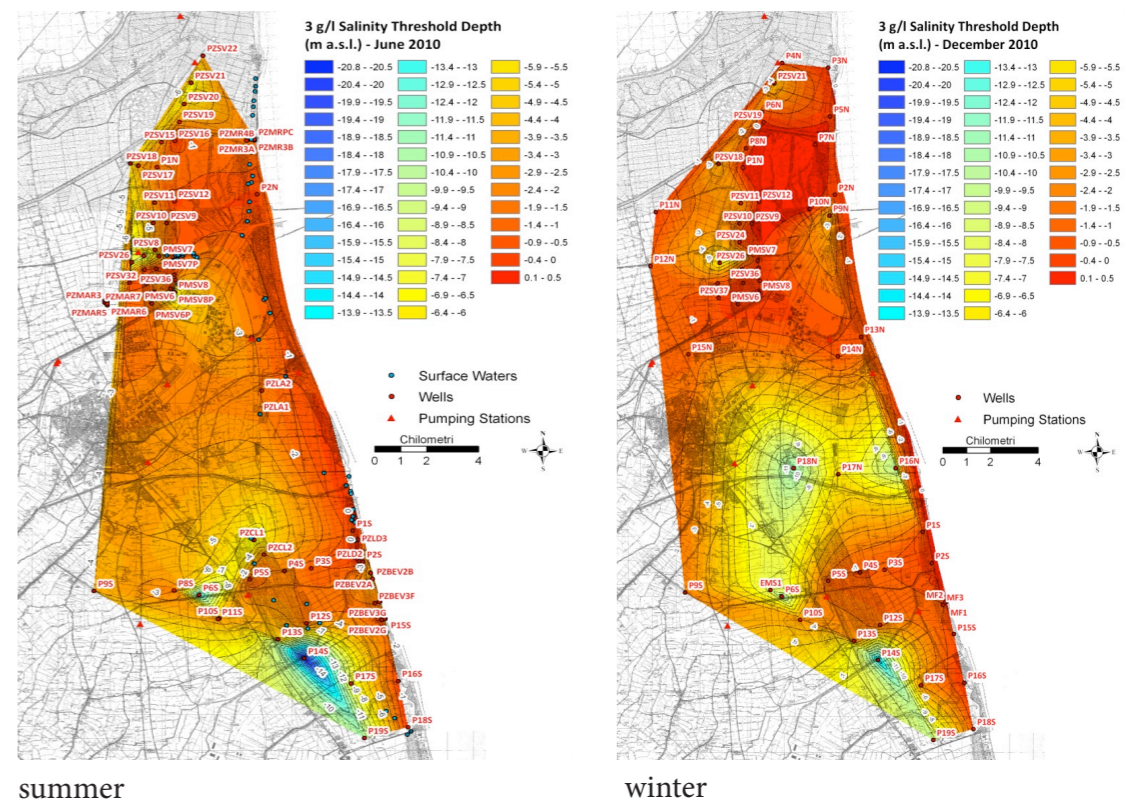 3 g/l Salinity Threshold Depth
(m a.s.l.) - June 2010
-20.8 - -20.5
-20.4 - -20
-19.9 - -19.5
-19.4 - -19
-18.9 - -18.5
-18.4 - -18
-17.9 - -17.5
-17.4 - -17
-16.9 - -16.5
-16.4 - -16
-15.9 - -15.5
-15.4 - -15
-14.9 - -14.5
-14.4 - -14
-13.9 - -13.5
-13.4 - -13
-12.9 - -12.5
-12.4 - -12
-11.9 - -11.5
-11.4 - -11
-10.9 - -10.5
-10.4 - -10
-9.9 - -9.5
-9.4 - -9
-8.9 - -8.5
-8.4 - -8
-7.9 - -7.5
-7.4 - -7
-6.9 - -6.5
-6.4 - -6
-5.9 - -5.5
-5.4 - -5
-4.9 - -4.5
-4.4 - -4
-3.9 - -3.5
-3.4 - -3
-2.9 - -2.5
-2.4 - -2
-1.9 - -1.5
-1.4 - -1
-0.9 - -0.5
-0.4 - 0
0.1 - 0.5
PZSV22
PZSV21
PZSV20
PZSV19
PZSV15 PZSV16
PZMR4B PZMRPC
PZMR3A PZMR3B
PZSV18 P1N
PZSV17
P2N
PZSV11 PZSV12
PZSV10 PZSV9
PZSV8 PMSV7
PZSV26 PMSV7P
PZSV32 PZSV36
PMSV8
PZMAR3 PZMAR7 PMSV6 PMSV8P
PZMAR5 PZMAR6 PMSV6P
PZLA2
PZLA1
P1S
PZCL1 PZLD3
PZCL2 PZLD2 P2S
P5S P4S P3S PZBEV2B
P9S P8S P6S PZBEV2A
PZBEV3F
P10S P11S PZBEV3G
P12S P15S
P13S PZBEV2G
P14S
P17S P16S
P18S
P19S
Surface Waters
Wells
Pumping Stations
Chilometri
0 1 2 4
N
W E
S
summer
3 g/l Salinity Threshold Depth
(m a.s.l.) - December 2010
-20.8 - -20.5
-20.4 - -20
-19.9 - -19.5
-19.4 - -19
-18.9 - -18.5
-18.4 - -18
-17.9 - -17.5
-17.4 - -17
-16.9 - -16.5
-16.4 - -16
-15.9 - -15.5
-15.4 - -15
-14.9 - -14.5
-14.4 - -14
-13.9 - -13.5
-13.4 - -13
-12.9 - -12.5
-12.4 - -12
-11.9 - -11.5
-11.4 - -11
-10.9 - -10.5
-10.4 - -10
-9.9 - -9.5
-9.4 - -9
-8.9 - -8.5
-8.4 - -8
-7.9 - -7.5
-7.4 - -7
-6.9 - -6.5
-6.4 - -6
-5.9 - -5.5
-5.4 - -5
-4.9 - -4.5
-4.4 - -4
-3.9 - -3.5
-3.4 - -3
-2.9 - -2.5
-2.4 - -2
-1.9 - -1.5
-1.4 - -1
-0.9 - -0.5
-0.4 - 0
0.1 - 0.5
P4N P3N
PZSV21
P6N P5N
PZSV19
P8N P7N
PZSV18 P1N
P2N
PZSV11 PZSV12
P11N P10N
PZSV10 PZSV9 P9N
PZSV24
P12N PZSV26 PMSV7
PZSV36
PZSV37 PMSV8
PMSV6
P13N
P15N P14N
P18N P17N P16N
P1S
P2S
P5S P4S P3S
P9S EMS1 P6S
MF2 MF3
MF1
P10S P12S
P13S P15S
P14S
P17S P16S
P18S
P19S
Wells
Pumping Stations
Chilometri
0 1 2 4
N
W E
S
winter